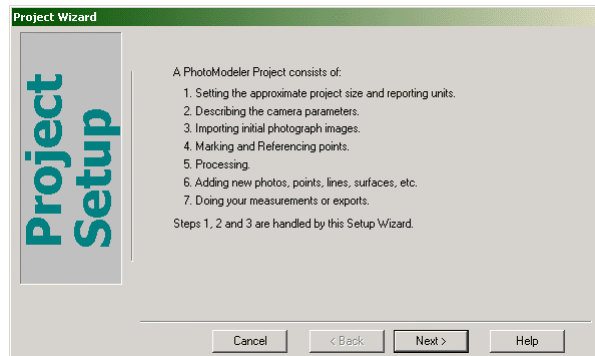 Project Wizard
Project
Setup
A PhotoModeler Project consists of:
1. Setting the approximate project size and reporting units.
2. Describing the camera parameters.
3. Importing initial photograph images.
4. Marking and Referencing points.
5. Processing.
6. Adding new photos, points, lines, surfaces, etc.
7. Doing your measurements or exports.
Steps 1, 2 and 3 are handled by this Setup Wizard.
Cancel
< Back
Next >
Help